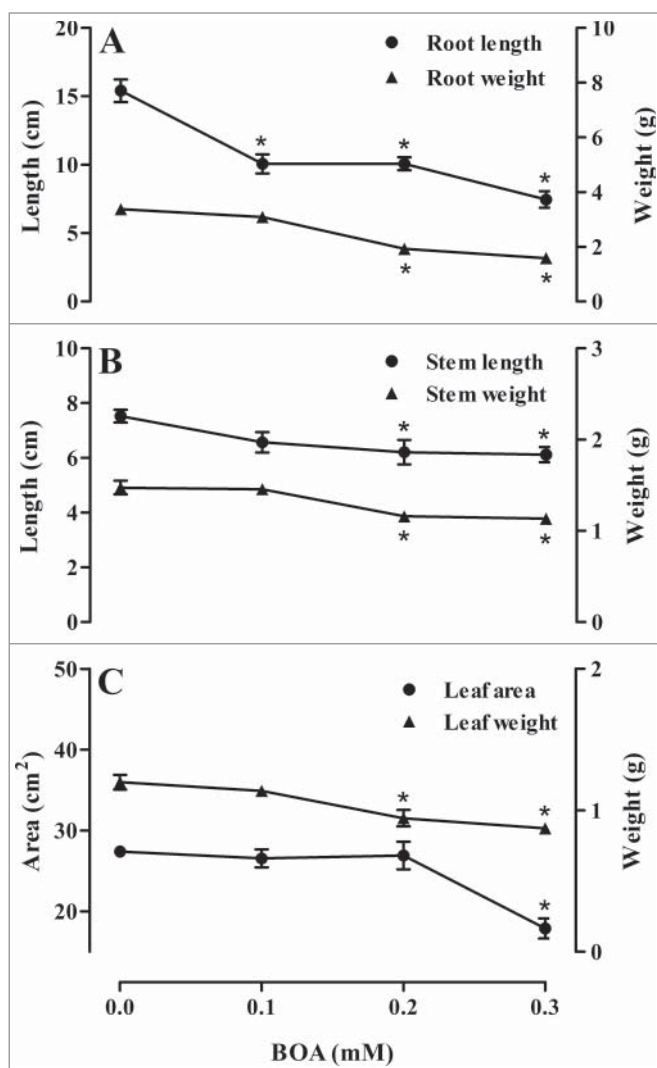 A
Root length
Root weight
20
15
10
5
0
Length (cm)
10
8
6
4
2
0
Weight (g)
*
*
*
*
*
B
Stem length
Stem weight
10
8
6
4
2
0
Length (cm)
3
2
1
0
Weight (g)
*
*
*
*
C
Leaf area
Leaf weight
50
40
30
20
Area (cm²)
2
1
0
Weight (g)
*
*
*
0.0 0.1 0.2 0.3
BOA (mM)